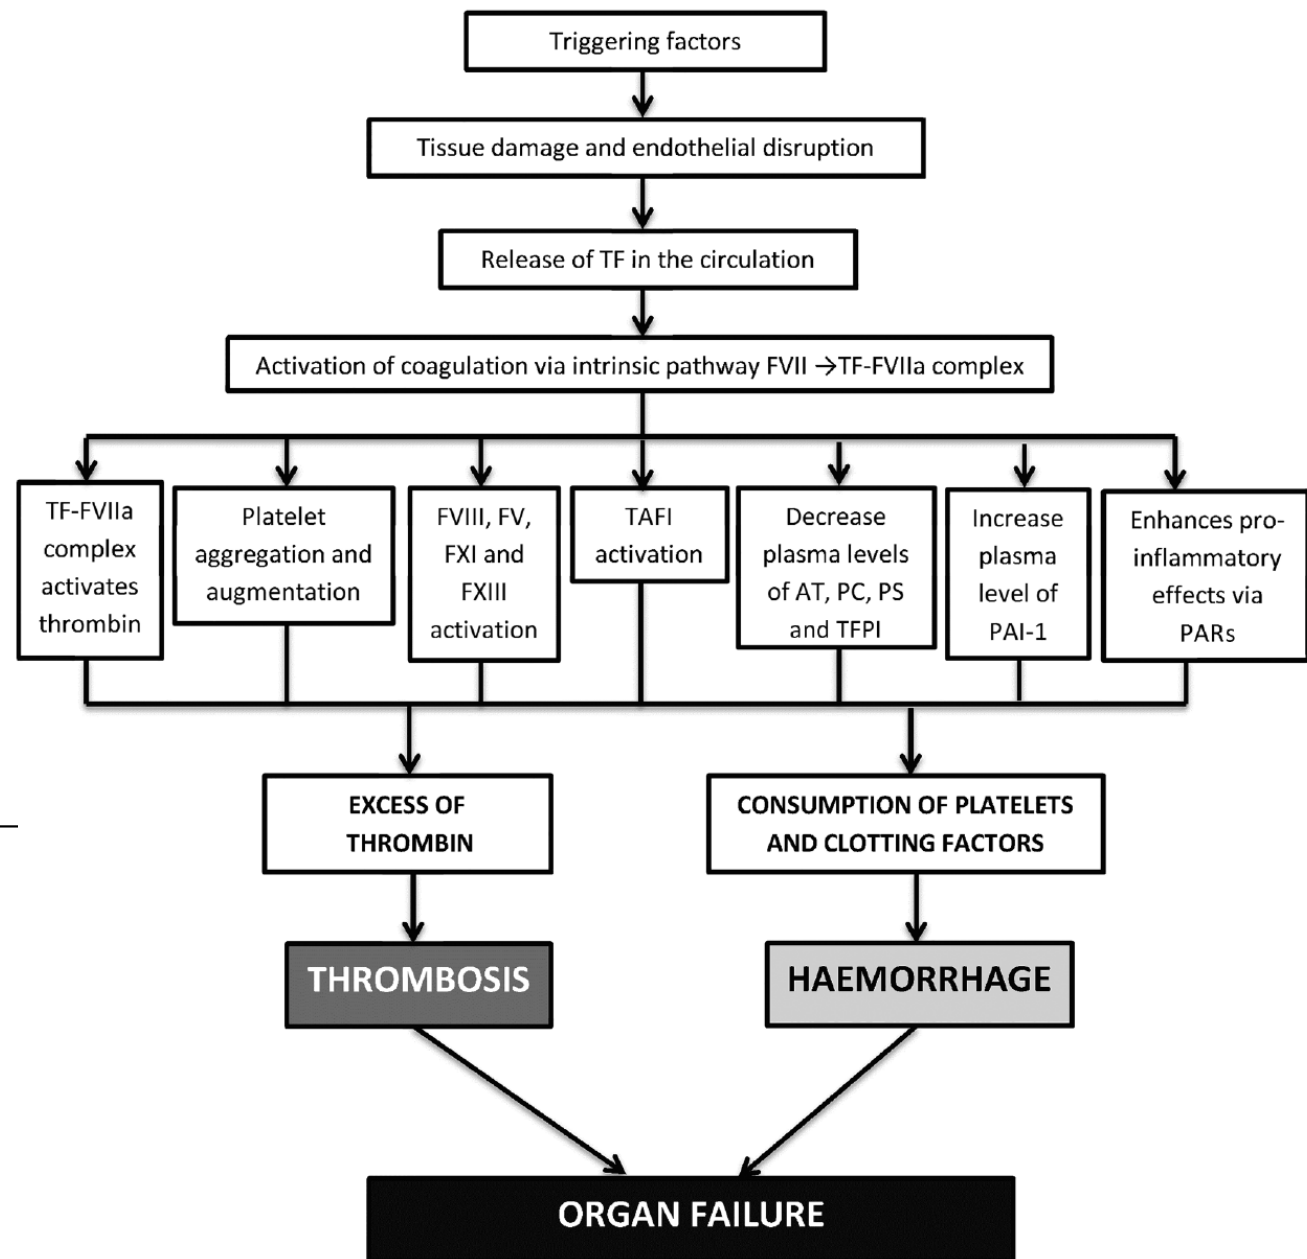 Triggering factors
Tissue damage and endothelial disruption
Release of TF in the circulation
Activation of coagulation via intrinsic pathway FVII →TF-FVIIa complex
TF-FVIIa
complex
activates
thrombin
Platelet
aggregation and
augmentation
FVIII, FV,
FXI and
FXIII
activation
TAFI
activation
Decrease
plasma levels
of AT, PC, PS
and TFPI
Increase
plasma
level of
PAI-1
Enhances pro-
inflammatory
effects via
PARs
EXCESS OF
THROMBIN
CONSUMPTION OF PLATELETS
AND CLOTTING FACTORS
THROMBOSIS
HAEMORRHAGE
ORGAN FAILURE